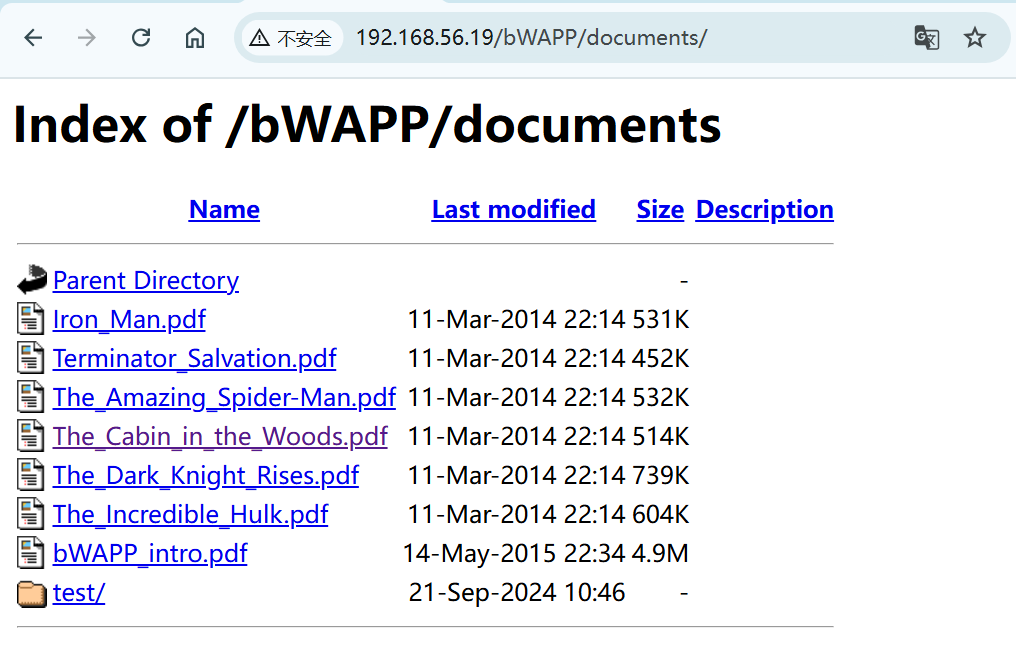 不安全 192.168.56.19/bWAPP/documents/
Index of /bWAPP/documents
Name Last modified Size Description
Parent Directory -
Iron_Man.pdf 11-Mar-2014 22:14 531K
Terminator_Salvation.pdf 11-Mar-2014 22:14 452K
The_Amazing_Spider-Man.pdf 11-Mar-2014 22:14 532K
The_Cabin_in_the_Woods.pdf 11-Mar-2014 22:14 514K
The_Dark_Knight_Rises.pdf 11-Mar-2014 22:14 739K
The_Incredible_Hulk.pdf 11-Mar-2014 22:14 604K
bWAPP_intro.pdf 14-May-2015 22:34 4.9M
test/ 21-Sep-2024 10:46 -